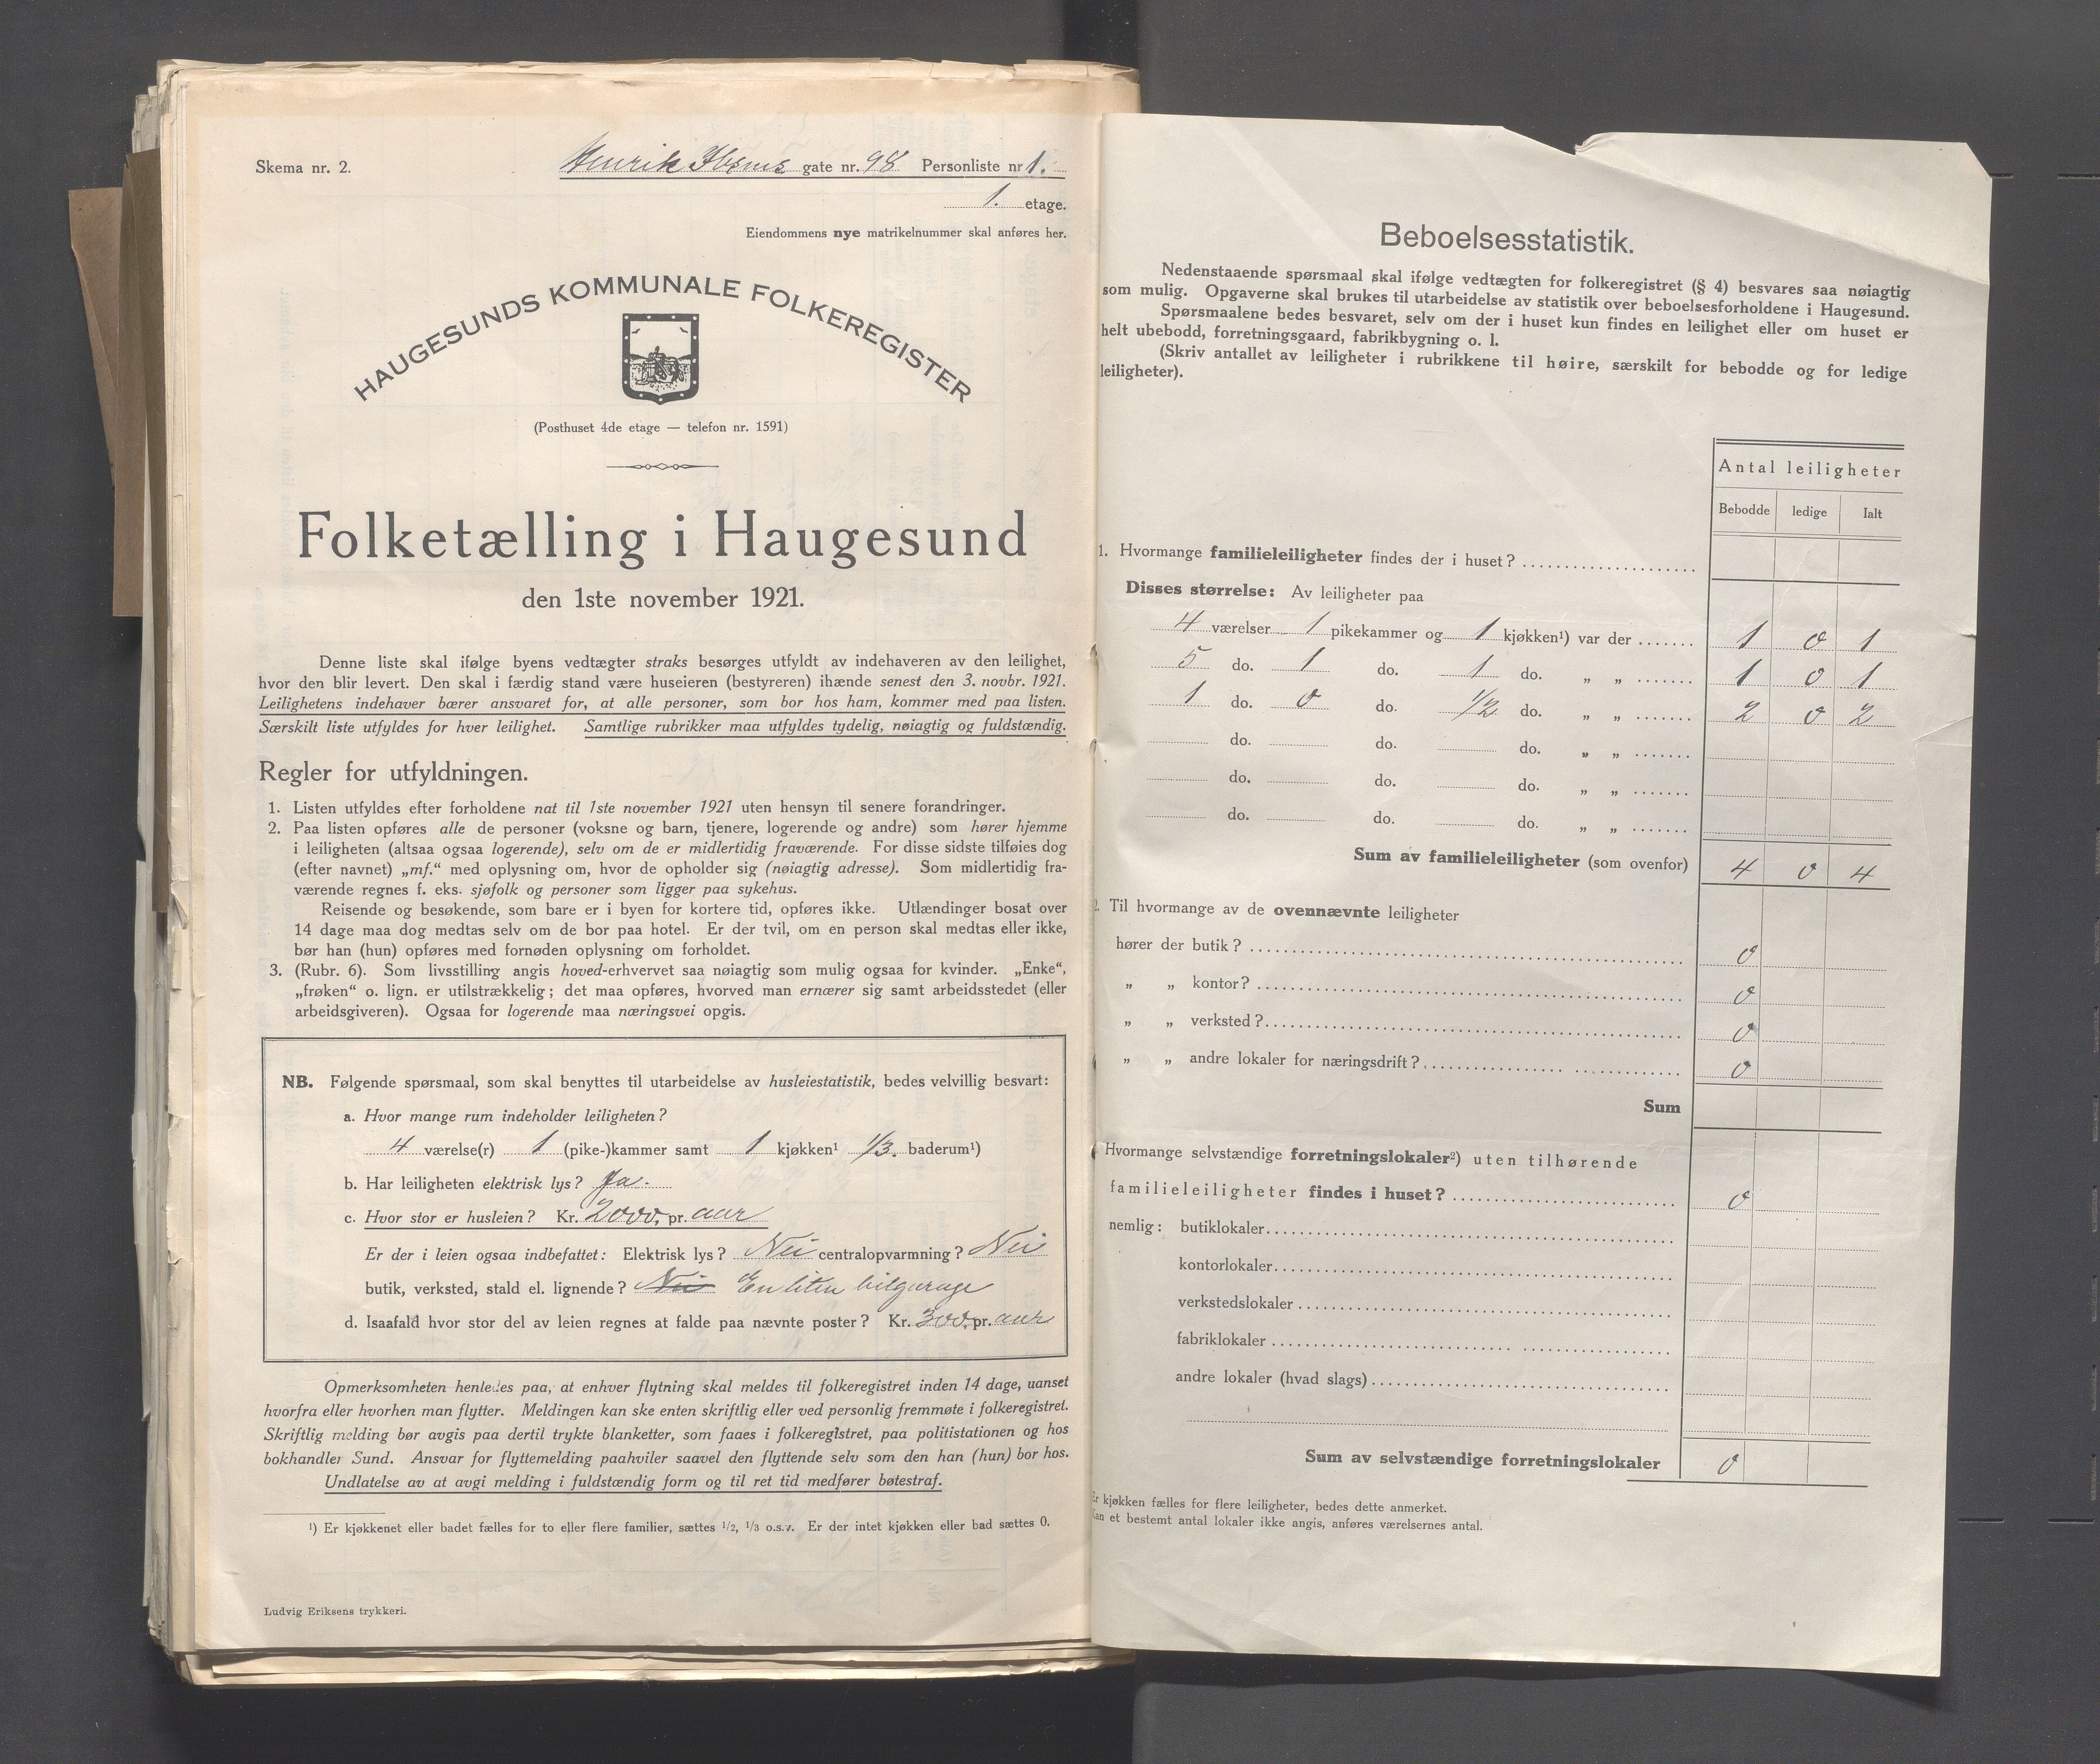 Skema nr. 2. Henrik Ibsens gate nr. 98 Personliste nr 1.
1. etage.
Eiendommens nye matrikelnummer skal anføres her.
HAUGESUNDS KOMMUNALE FOLKEREGISTER
(Posthuset 4de etage — telefon nr. 1591)
Folketælling i Haugesund
den 1ste november 1921.
Denne liste skal ifølge byens vedtægter straks besørges utfyldt av indehaveren av den leilighet,
hvor den blir levert. Den skal i færdig stand være huseieren (bestyreren) ihænde senest den 3. novbr. 1921.
Leilighetens indehaver bærer ansvaret for, at alle personer, som bor hos ham, kommer med paa listen.
Særskilt liste utfyldes for hver leilighet. Samtlige rubrikker maa utfyldes tydelig, nøiagtig og fuldstændig.
Regler for utfyldningen.
1. Listen utfyldes efter forholdene nat til 1ste november 1921 uten hensyn til senere forandringer.
2. Paa listen opføres alle de personer (voksne og barn, tjenere, logerende og andre) som hører hjemme
i leiligheten (altsaa ogsaa logerende), selv om de er midlertidig fraværende. For disse sidste tilføies dog
(efter navnet) „mf.“ med oplysning om, hvor de opholder sig (nøiagtig adresse). Som midlertidig fra-
værende regnes f. eks. sjøfolk og personer som ligger paa sykehus.
Reisende og besøkende, som bare er i byen for kortere tid, opføres ikke. Utlændinger bosat over
14 dage maa dog medtas selv om de bor paa hotel. Er der tvil, om en person skal medtas eller ikke,
bør han (hun) opføres med fornøden oplysning om forholdet.
3. (Rubr. 6). Som livsstilling angis hoved-erhvervet saa nøiagtig som mulig ogsaa for kvinder. „Enke“,
„frøken“ o. lign. er utilstrækkelig; det maa opføres, hvorved man ernærer sig samt arbeidsstedet (eller
arbeidsgiveren). Ogsaa for logerende maa næringsvei opgis.
NB. Følgende spørsmaal, som skal benyttes til utarbeidelse av husleiestatistik, bedes velvillig besvart:
a. Hvor mange rum indeholder leiligheten?
4 værelse(r) 1 (pike-)kammer samt 1 kjøkken¹ 1/3. baderum¹)
b. Har leiligheten elektrisk lys? Ja.
c. Hvor stor er husleien? Kr. 2000, pr. aar
Er der i leien ogsaa indbefattet: Elektrisk lys? Nei centralopvarmning? Nei
butik, verksted, stald el. lignende? Nei En liten bilgarage
d. Isaafald hvor stor del av leien regnes at falde paa nævnte poster? Kr. 300, pr. aar
Opmerksomheten henledes paa, at enhver flytning skal meldes til folkeregistret inden 14 dage, uanset
hvorfra eller hvorhen man flytter. Meldingen kan ske enten skriftlig eller ved personlig fremmøte i folkeregistret.
Skriftlig melding bør avgis paa dertil trykte blanketter, som faaes i folkeregistret, paa politistationen og hos
bokhandler Sund. Ansvar for flyttemelding paahviler saavel den flyttende selv som den han (hun) bor hos.
Undlatelse av at avgi melding i fuldstændig form og til ret tid medfører bøtestraf.
¹) Er kjøkkenet eller badet fælles for to eller flere familier, sættes 1/2, 1/3 o.s.v. Er der intet kjøkken eller bad sættes 0.
Ludvig Eriksens trykkeri.
Beboelsesstatistik.
Nedenstaaende spørsmaal skal ifølge vedtægten for folkeregistret (§ 4) besvares saa nøiagtig
som mulig. Opgaverne skal brukes til utarbeidelse av statistik over beboelsesforholdene i Haugesund.
Spørsmaalene bedes besvaret, selv om der i huset kun findes en leilighet eller om huset er
helt ubebodd, forretningsgaard, fabrikbygning o. l.
(Skriv antallet av leiligheter i rubrikkene til høire, særskilt for bebodde og for ledige
leiligheter).
Antal leiligheter
Bebodde ledige Ialt
1. Hvormange familieleiligheter findes der i huset?
Disses størrelse: Av leiligheter paa
4 værelser 1 pikekammer og 1 kjøkken¹) var der 1 0 1
5 do. 1 do. 1 do. „ „ 1 0 1
1 do. 0 do. 1/2 do. „ „ 2 0 2
do. do. do. „ „
do. do. do. „ „
do. do. do. „ „
Sum av familieleiligheter (som ovenfor) 4 0 4
2. Til hvormange av de ovennævnte leiligheter
hører der butik? 0
„ „ kontor? 0
„ „ verksted? 0
„ „ andre lokaler for næringsdrift? 0
Sum
Hvormange selvstændige forretningslokaler²) uten tilhørende
familieleiligheter findes i huset? 0
nemlig: butiklokaler
kontorlokaler
verkstedslokaler
fabriklokaler
andre lokaler (hvad slags)
Sum av selvstændige forretningslokaler 0
Er kjøkken fælles for flere leiligheter, bedes dette anmerket.
Kan et bestemt antal lokaler ikke angis, anføres værelsernes antal.